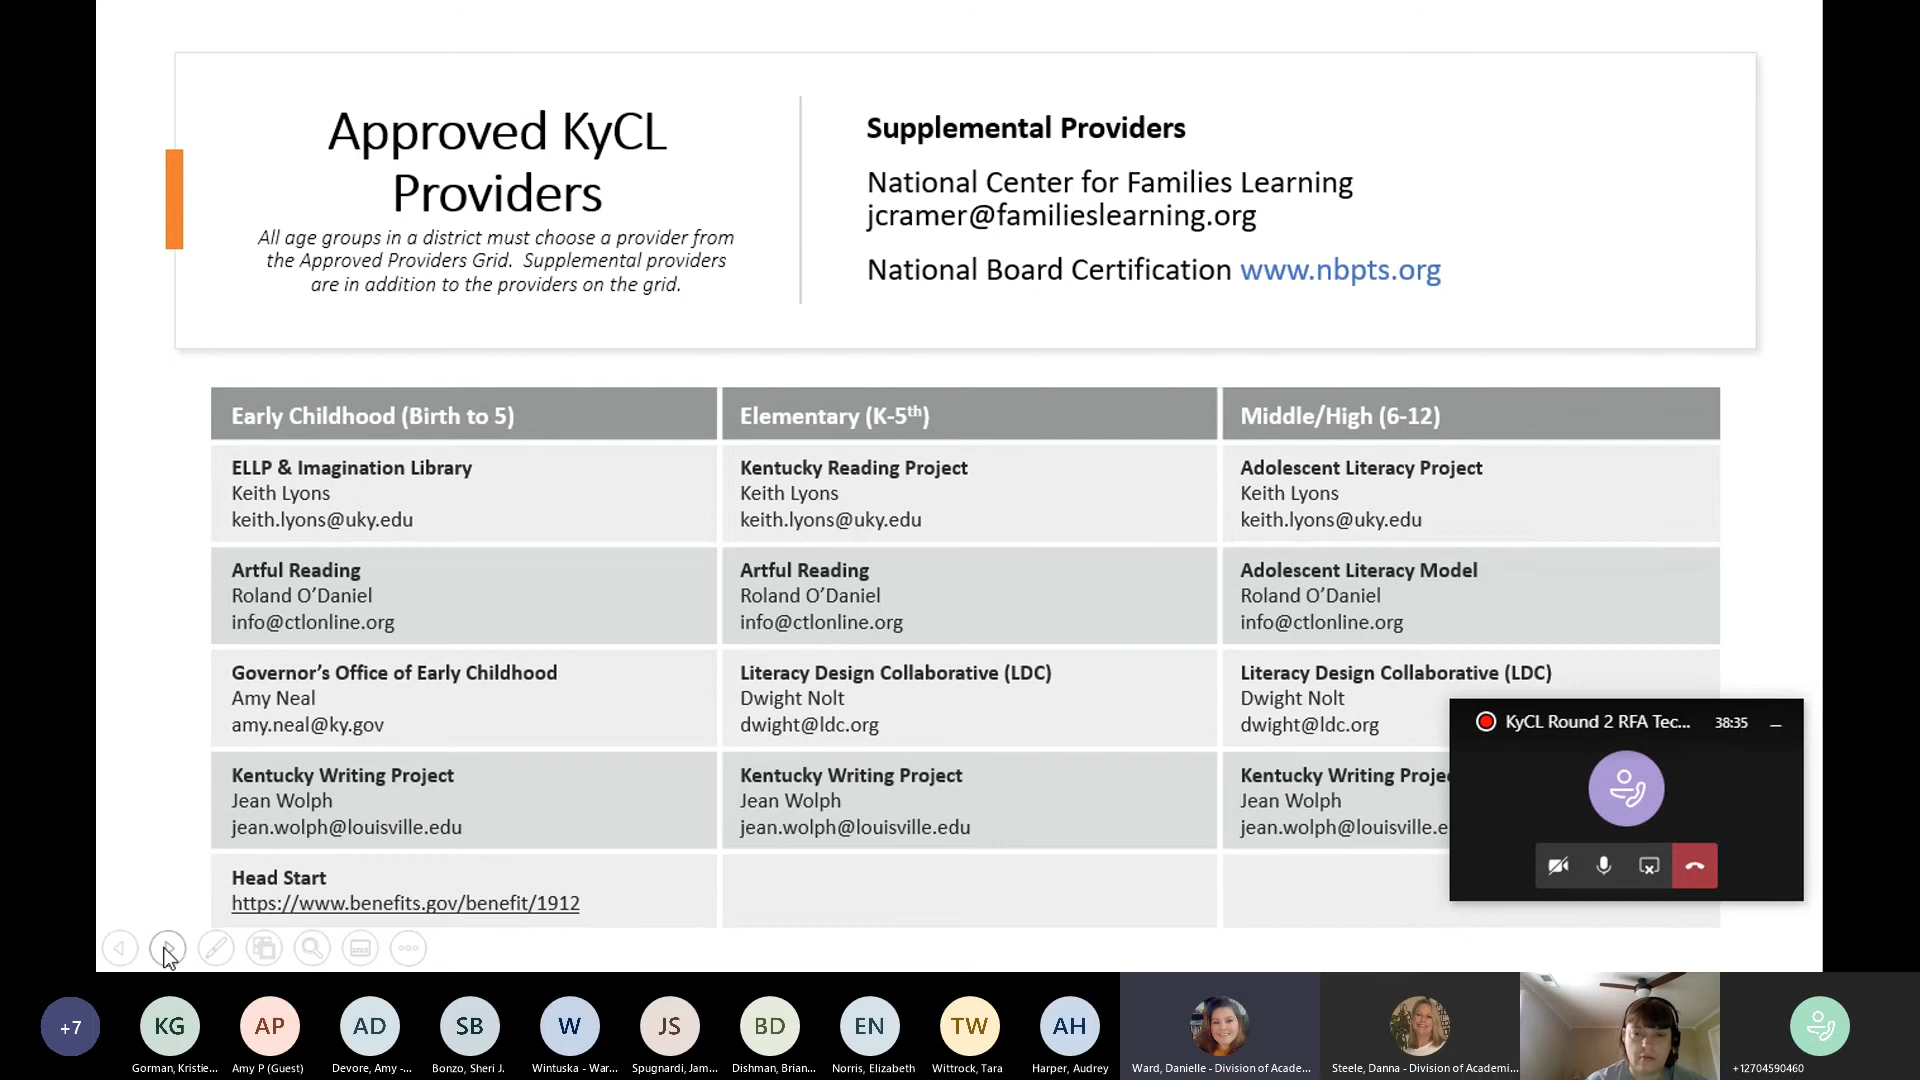 Approved KyCL
Providers
All age groups in a district must choose a provider from
the Approved Providers Grid.  Supplemental providers
are in addition to the providers on the grid.
Supplemental Providers
National Center for Families Learning
jcramer@familieslearning.org
National Board Certification www.nbpts.org
Early Childhood (Birth to 5)
Elementary (K-5th)
Middle/High (6-12)
ELLP & Imagination Library
Keith Lyons
keith.lyons@uky.edu
Kentucky Reading Project
Keith Lyons
keith.lyons@uky.edu
Adolescent Literacy Project
Keith Lyons
keith.lyons@uky.edu
Artful Reading
Roland O’Daniel
info@ctlonline.org
Artful Reading
Roland O’Daniel
info@ctlonline.org
Adolescent Literacy Model
Roland O’Daniel
info@ctlonline.org
Governor’s Office of Early Childhood
Amy Neal
amy.neal@ky.gov
Literacy Design Collaborative (LDC)
Dwight Nolt
dwight@ldc.org
Literacy Design Collaborative (LDC)
Dwight Nolt
dwight@ldc.org
Kentucky Writing Project
Jean Wolph
jean.wolph@louisville.edu
Kentucky Writing Project
Jean Wolph
jean.wolph@louisville.edu
Kentucky Writing Proje
Jean Wolph
jean.wolph@louisville.e
Head Start
https://www.benefits.gov/benefit/1912
KyCL Round 2 RFA Tec... 38:35
+7
KG
AP
AD
SB
W
JS
BD
EN
TW
AH
Gorman, Kristie...
Amy P (Guest)
Devore, Amy -...
Bonzo, Sheri J.
Wintuska - War...
Spugnardi, Jam...
Dishman, Brian...
Norris, Elizabeth
Wittrock, Tara
Harper, Audrey
Ward, Danielle - Division of Acade...
Steele, Danna - Division of Academi...
+12704590460